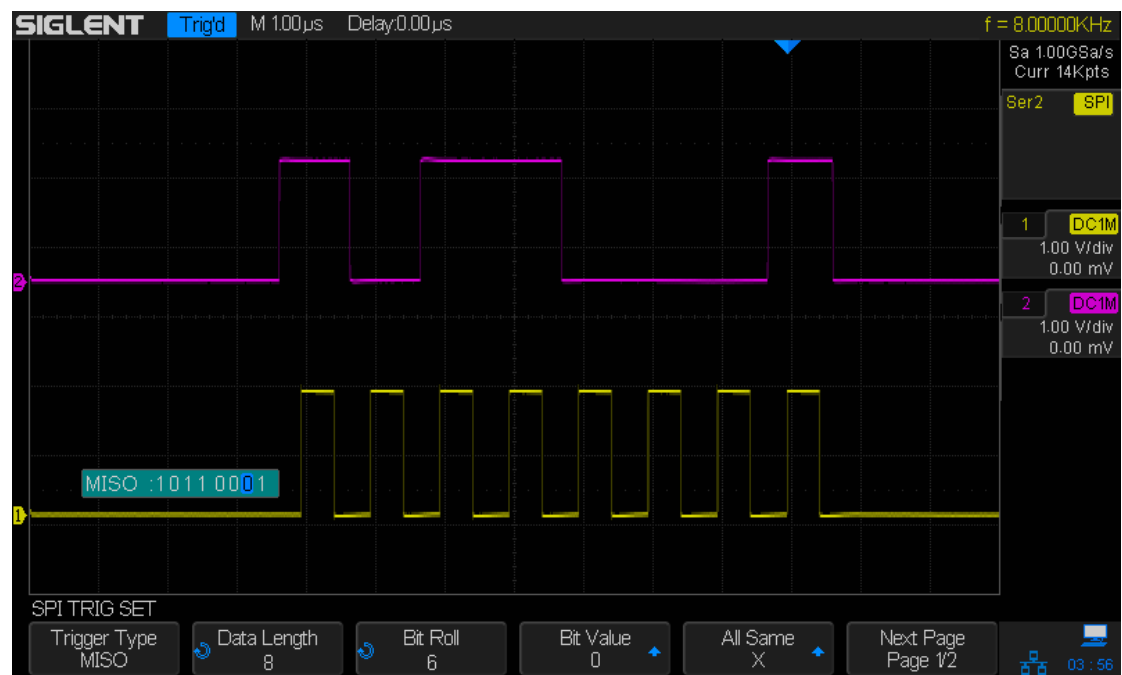 SIGLENT Trig'd M 1.00µs Delay:0.00µs f = 8.00000KHz
Sa 1.00GSa/s
Curr 14Kpts
Ser2 SPI
1 DC1M
1.00 V/div
0.00 mV
2 DC1M
1.00 V/div
0.00 mV
2
MISO :1011 0001
1
SPI TRIG SET
Trigger Type
MISO
Data Length
8
Bit Roll
6
Bit Value
0
All Same
X
Next Page
Page 1/2
03 : 56